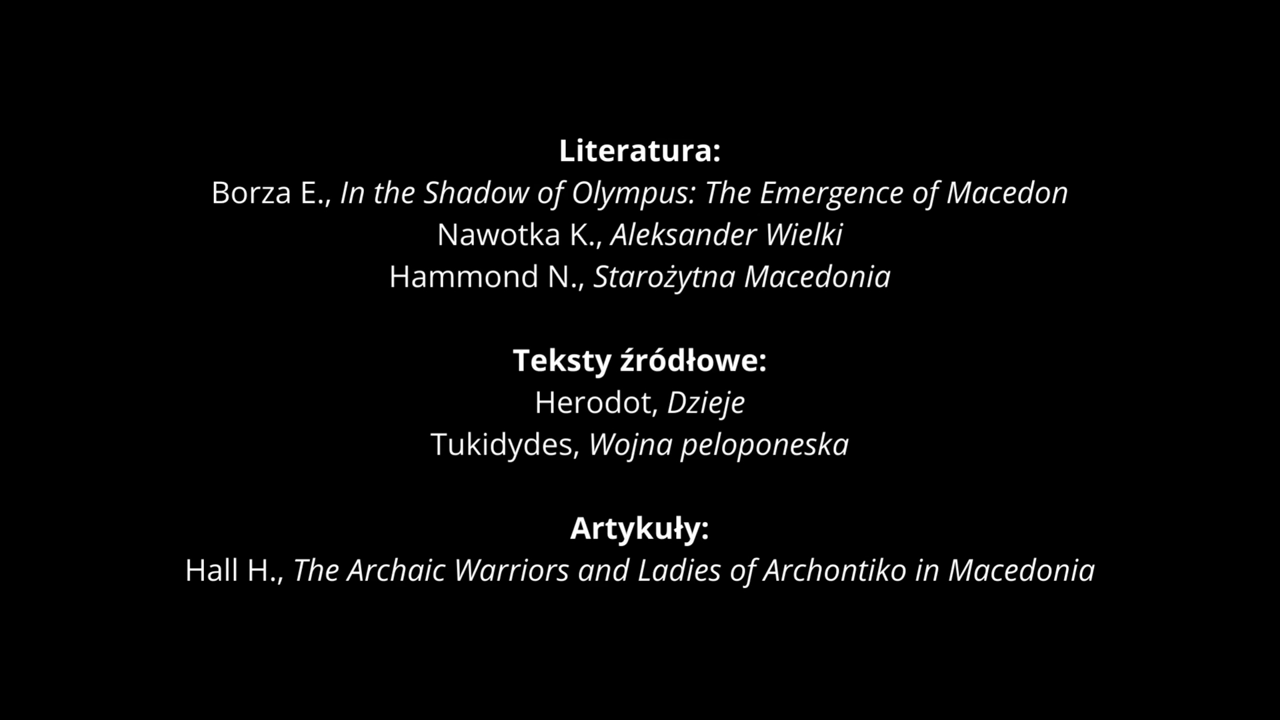 Literatura:
Borza E., In the Shadow of Olympus: The Emergence of Macedon
Nawotka K., Aleksander Wielki
Hammond N., Starożytna Macedonia
Teksty źródłowe:
Herodot, Dzieje
Tukidydes, Wojna peloponeska
Artykuły:
Hall H., The Archaic Warriors and Ladies of Archontiko in Macedonia